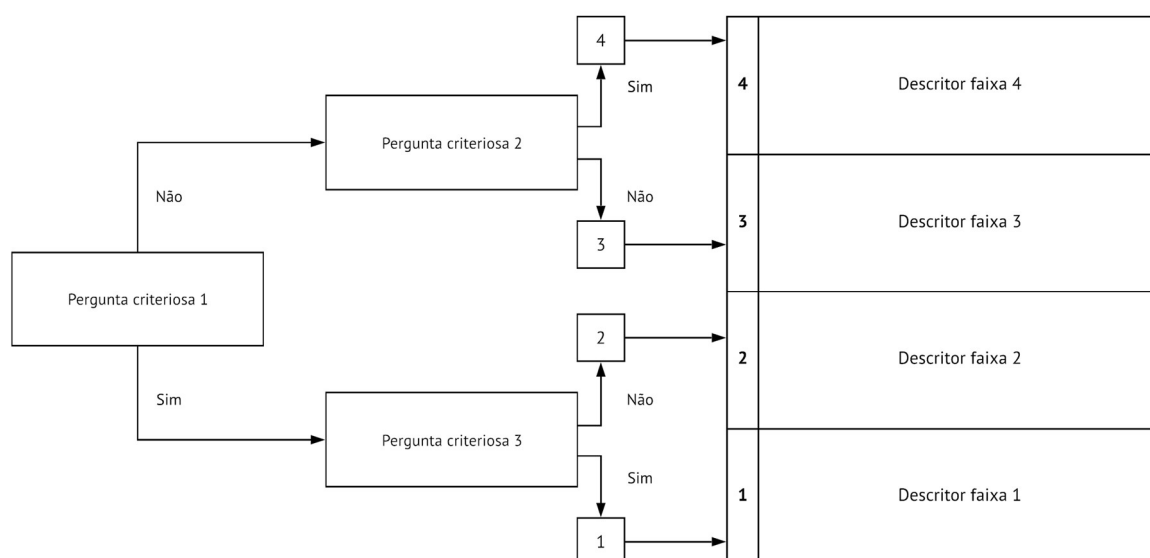 4
Sim
Pergunta criteriosa 2
Não
Não
3
Pergunta criteriosa 1
2
Sim
Não
Pergunta criteriosa 3
Sim
1
4 Descritor faixa 4
3 Descritor faixa 3
2 Descritor faixa 2
1 Descritor faixa 1